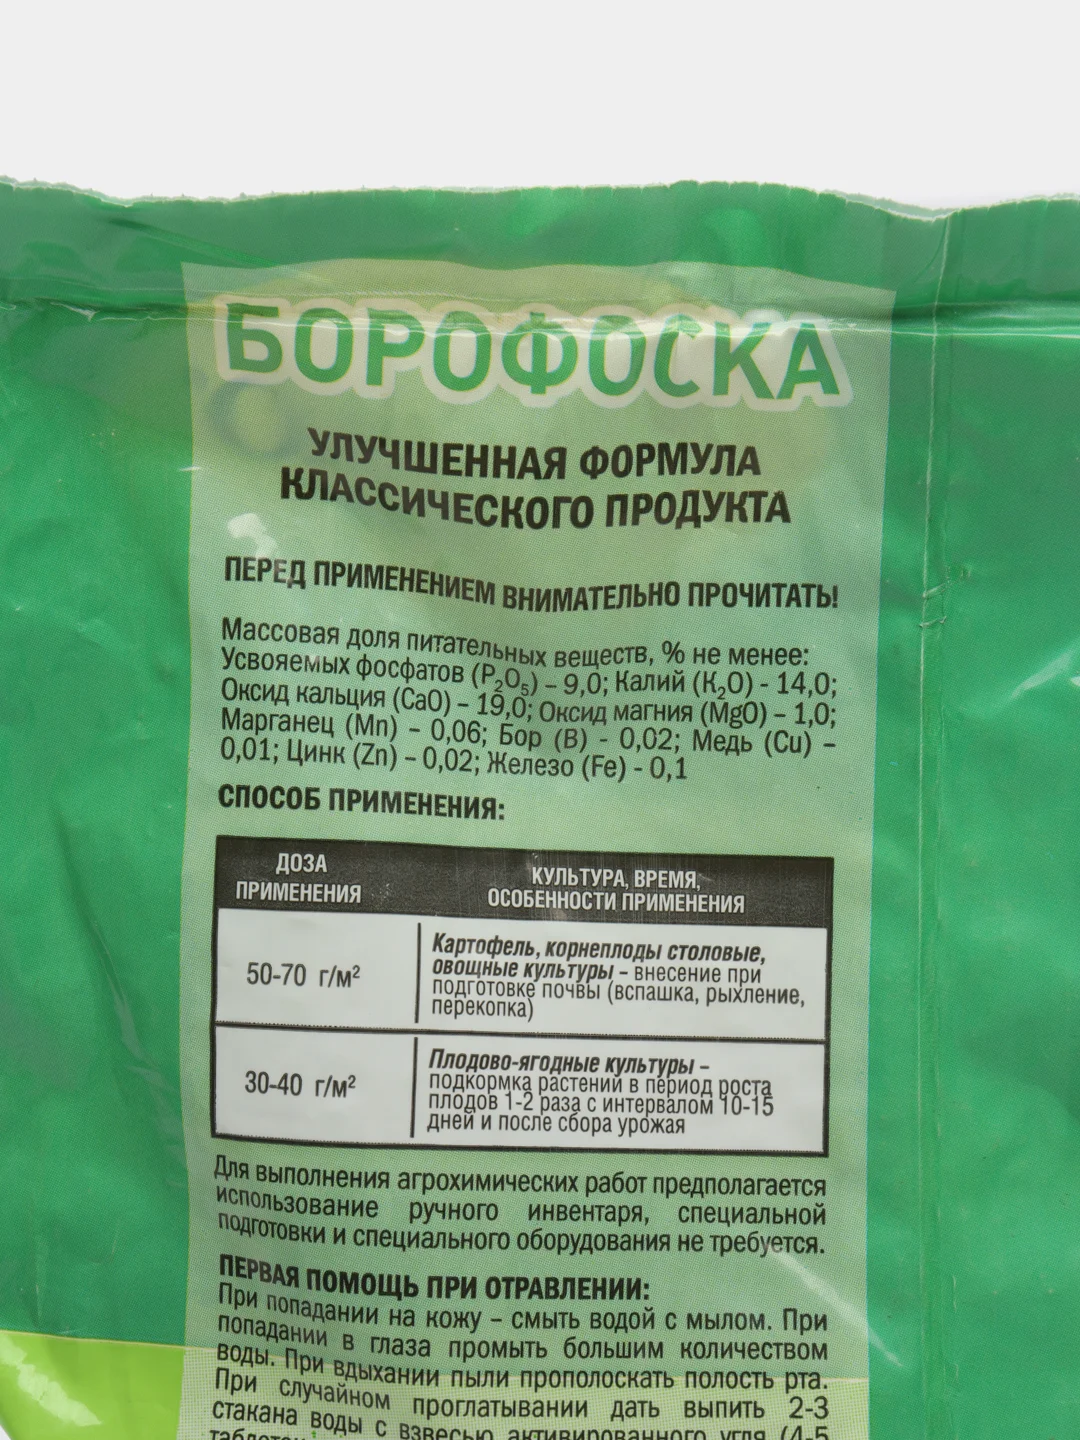 БОРОФОСКА
УЛУЧШЕННАЯ ФОРМУЛА
КЛАССИЧЕСКОГО ПРОДУКТА
ПЕРЕД ПРИМЕНЕНИЕМ ВНИМАТЕЛЬНО ПРОЧИТАТЬ!
Массовая доля питательных веществ, % не менее:
Усвояемых фосфатов (P₂O₅) – 9,0; Калий (K₂O) - 14,0;
Оксид кальция (CaO) – 19,0; Оксид магния (MgO) – 1,0;
Марганец (Mn) – 0,06; Бор (B) - 0,02; Медь (Cu) –
0,01; Цинк (Zn) – 0,02; Железо (Fe) - 0,1
СПОСОБ ПРИМЕНЕНИЯ:
ДОЗА
ПРИМЕНЕНИЯ
КУЛЬТУРА, ВРЕМЯ,
ОСОБЕННОСТИ ПРИМЕНЕНИЯ
50-70 г/м²
Картофель, корнеплоды столовые,
овощные культуры – внесение при
подготовке почвы (вспашка, рыхление,
перекопка)
30-40 г/м²
Плодово-ягодные культуры –
подкормка растений в период роста
плодов 1-2 раза с интервалом 10-15
дней и после сбора урожая
Для выполнения агрохимических работ предполагается
использование ручного инвентаря, специальной
подготовки и специального оборудования не требуется.
ПЕРВАЯ ПОМОЩЬ ПРИ ОТРАВЛЕНИИ:
При попадании на кожу – смыть водой с мылом. При
попадании в глаза промыть большим количеством
воды. При вдыхании пыли прополоскать полость рта.
При случайном проглатывании дать выпить 2-3
стакана воды с взвесью активированного угля (4-5